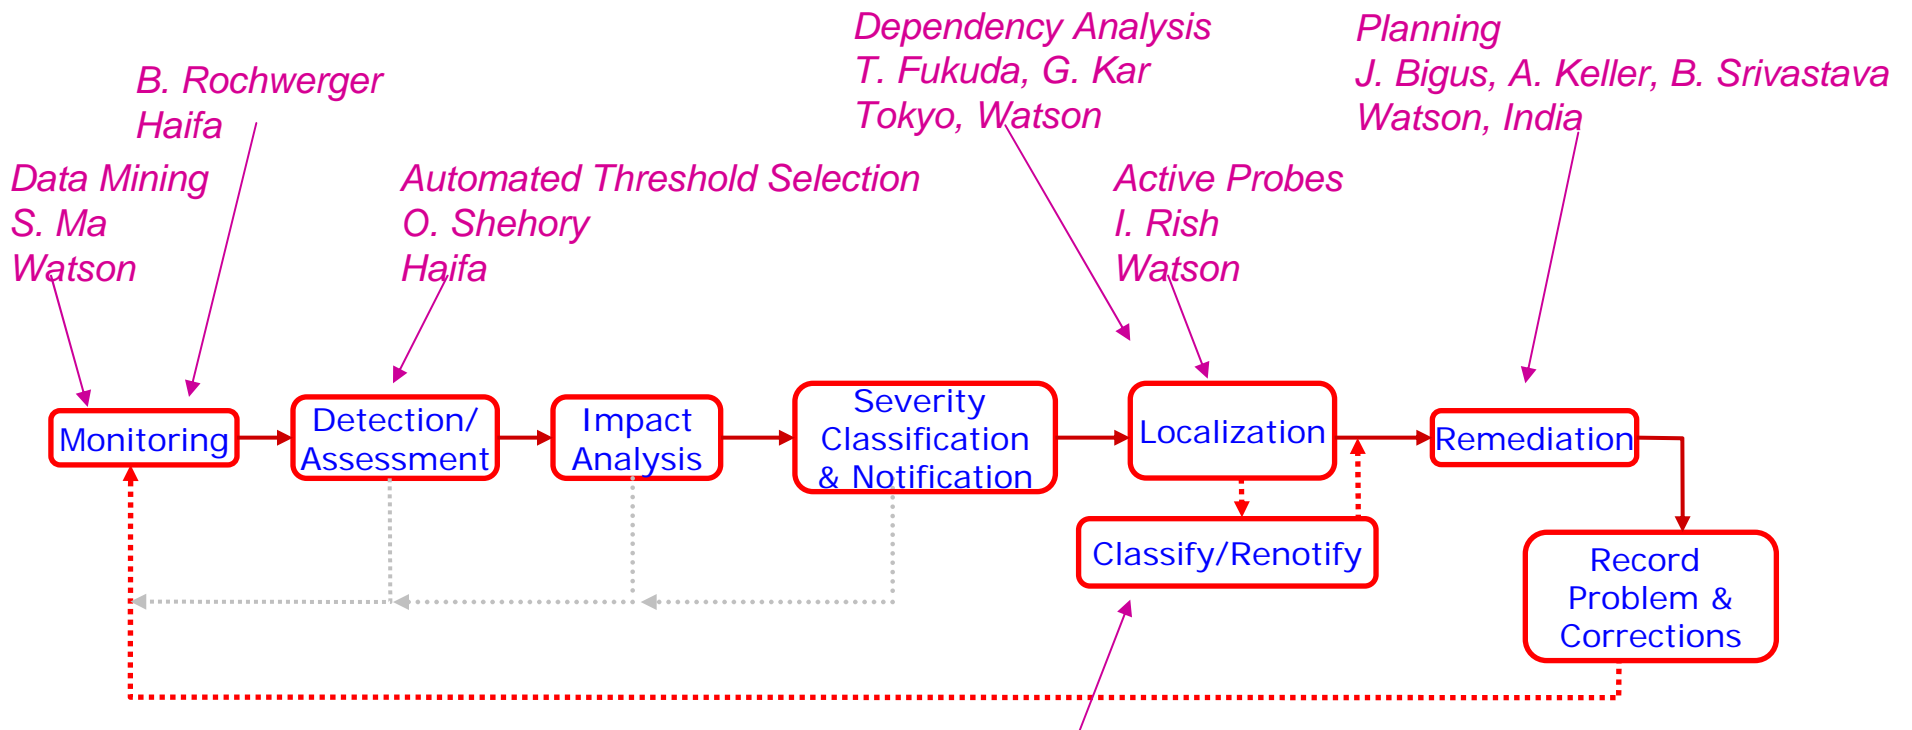 Dependency Analysis
T. Fukuda, G. Kar
Tokyo, Watson
Planning
J. Bigus, A. Keller, B. Srivastava
Watson, India
B. Rochwerger
Haifa
Data Mining
S. Ma
Watson
Automated Threshold Selection
O. Shehory
Haifa
Active Probes
I. Rish
Watson
Monitoring
Detection/
Assessment
Impact
Analysis
Severity
Classification
& Notification
Localization
Remediation
Classify/Renotify
Record
Problem &
Corrections